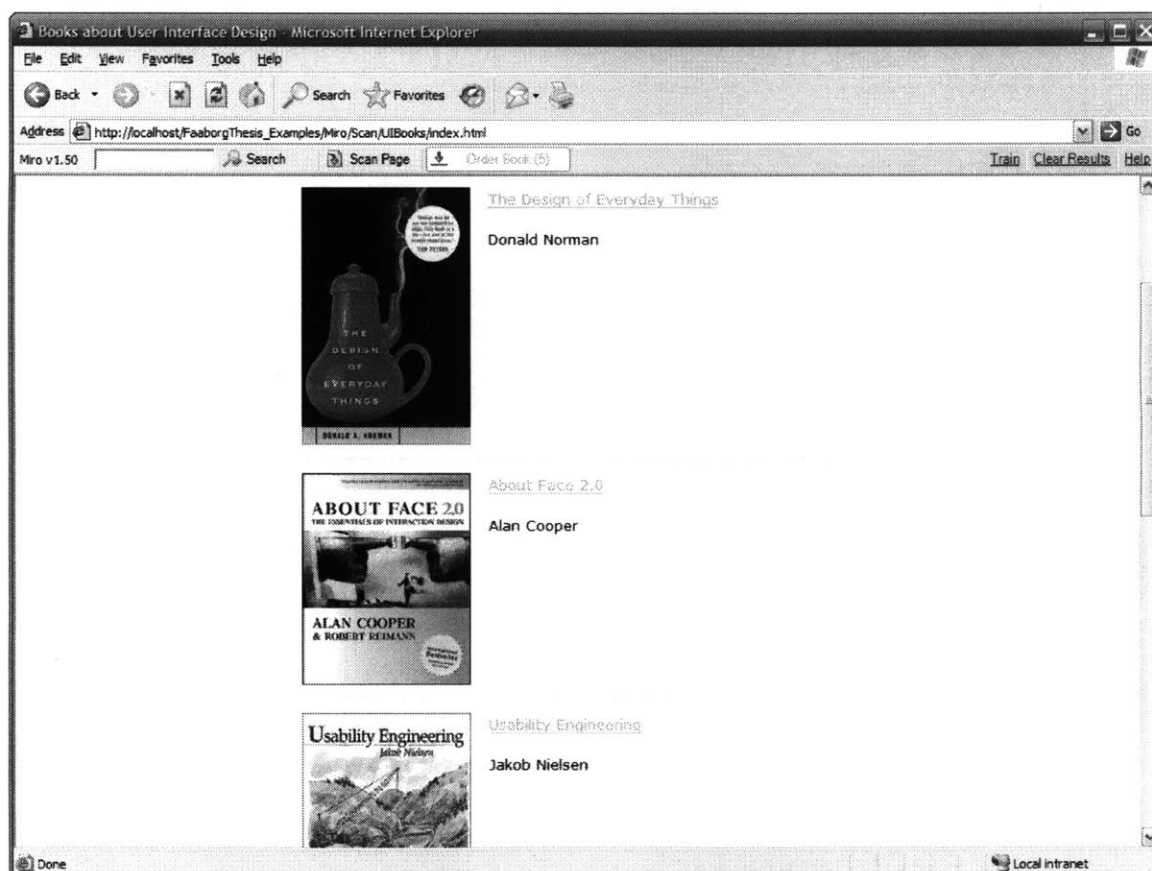 Books about User Interface Design - Microsoft Internet Explorer
File Edit View Favorites Tools Help
Back Search Favorites
Address http://localhost/FaaborgThesis_Examples/Miro/Scan/UIBooks/index.html Go
Miro v1.50 Search Scan Page Order Book (5) Train Clear Results Help
The Design of Everyday Things
Donald Norman
THE
DESIGN
OF
EVERYDAY
THINGS
DONALD A. NORMAN
About Face 2.0
Alan Cooper
ABOUT FACE 2.0
THE ESSENTIALS OF INTERACTION DESIGN
ALAN COOPER
& ROBERT REIMANN
Usability Engineering
Jakob Nielsen
Usability Engineering
Jakob Nielsen
Done Local intranet